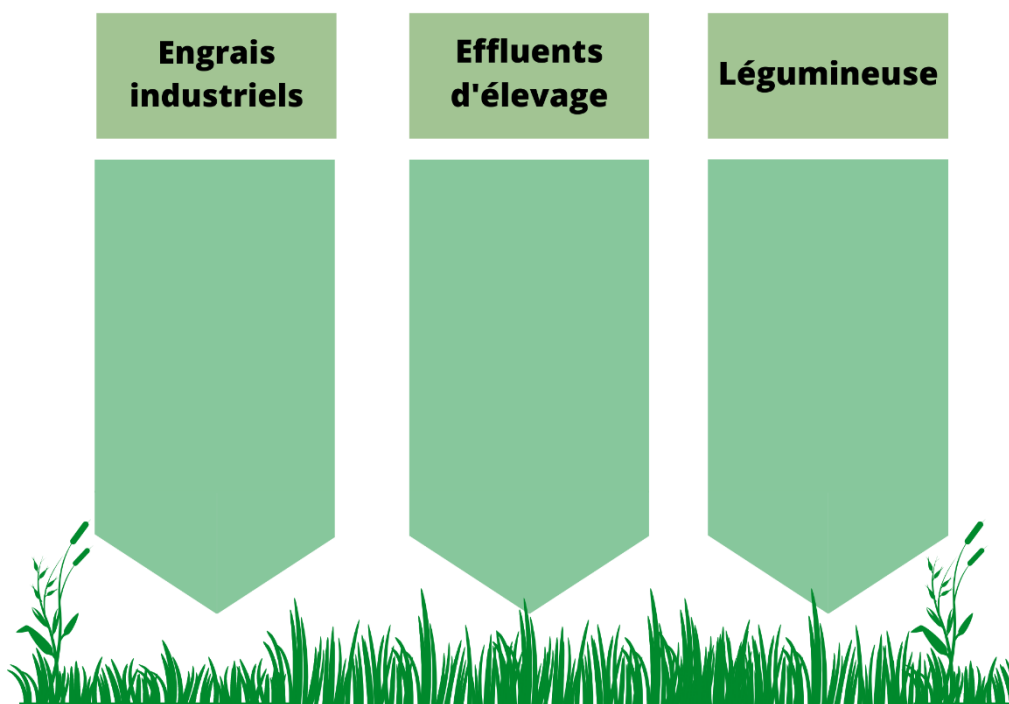 Engrais
industriels
Effluents
d'élevage
Légumineuse